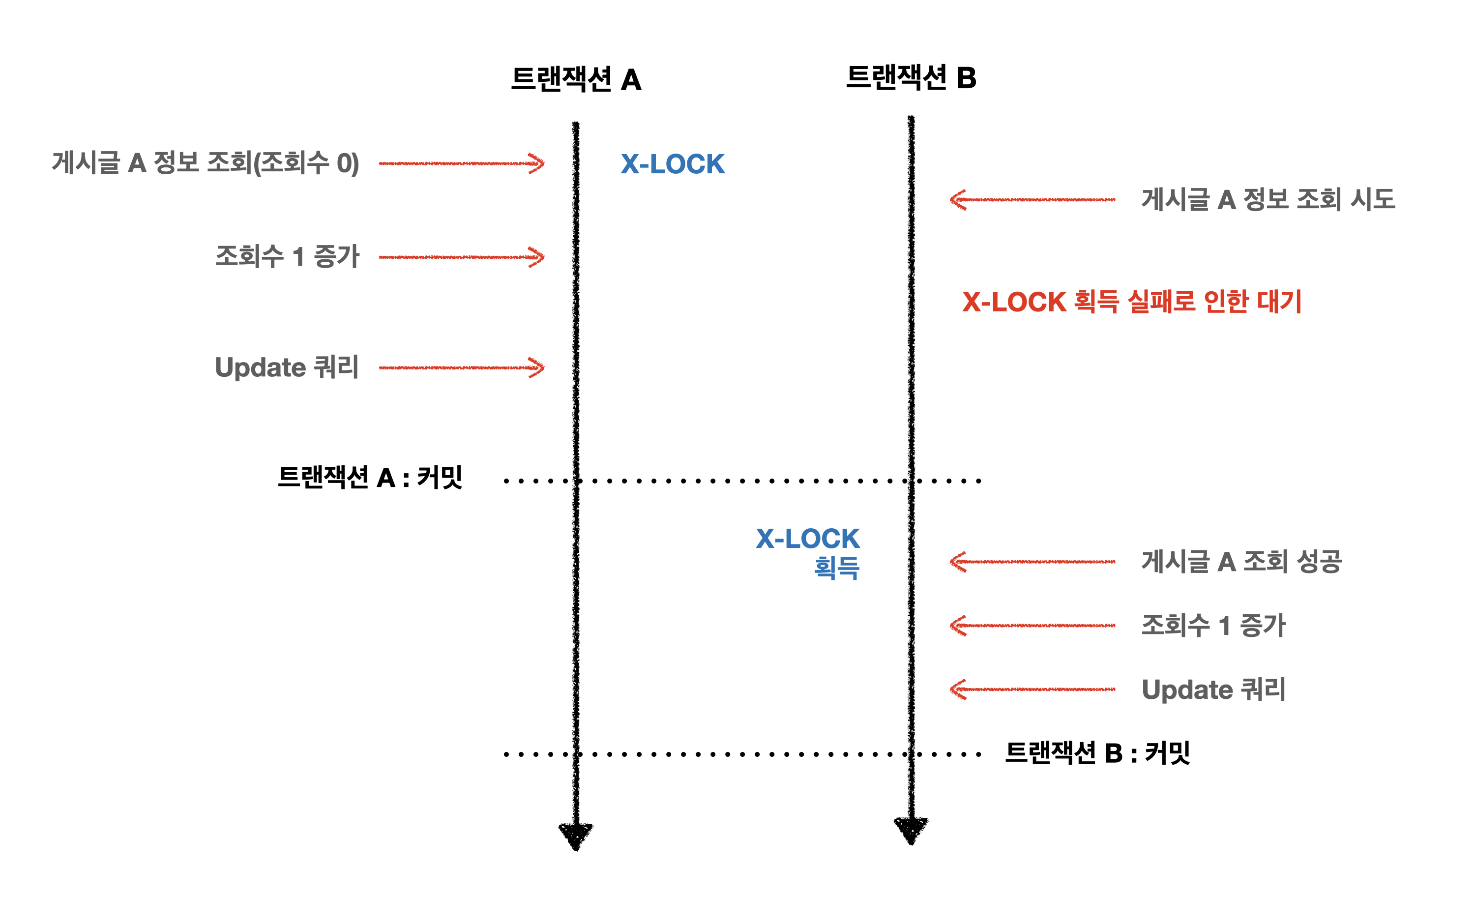 트랜잭션 A
트랜잭션 B
게시글 A 정보 조회(조회수 0)
X-LOCK
게시글 A 정보 조회 시도
조회수 1 증가
X-LOCK 획득 실패로 인한 대기
Update 쿼리
트랜잭션 A : 커밋
X-LOCK
획득
게시글 A 조회 성공
조회수 1 증가
Update 쿼리
트랜잭션 B : 커밋